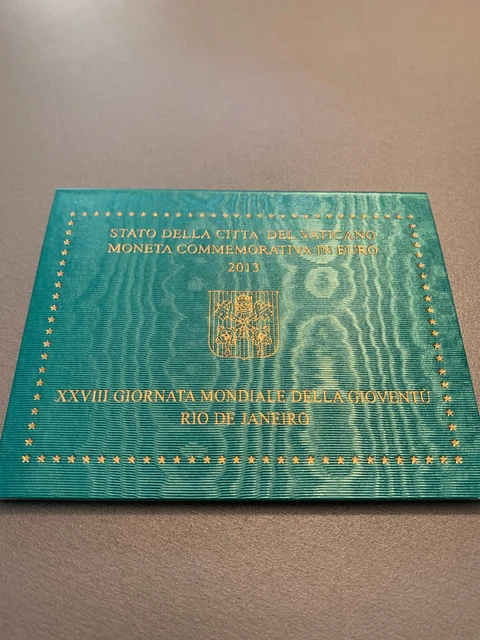 STATO DELLA CITTA' DEL VATICANO
MONETA COMMEMORATIVA IN EURO
2013
XXVIII GIORNATA MONDIALE DELLA GIOVENTÙ
RIO DE JANEIRO